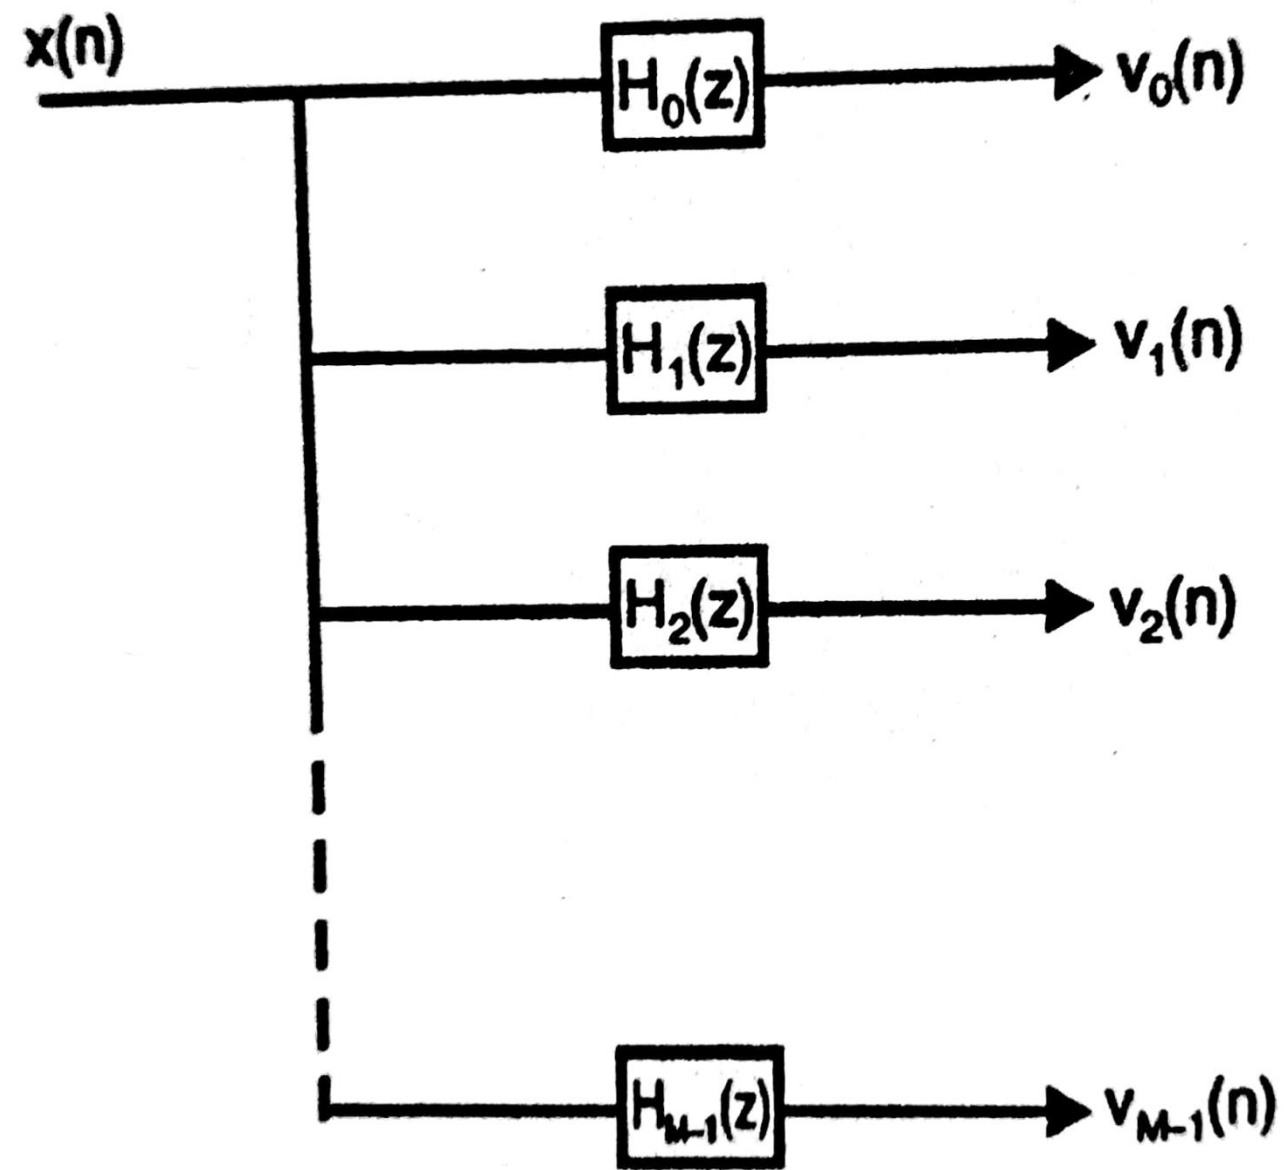 x(n)
H₀(z) v₀(n)
H₁(z) v₁(n)
H₂(z) v₂(n)
Hₘ₋₁(z) vₘ₋₁(n)